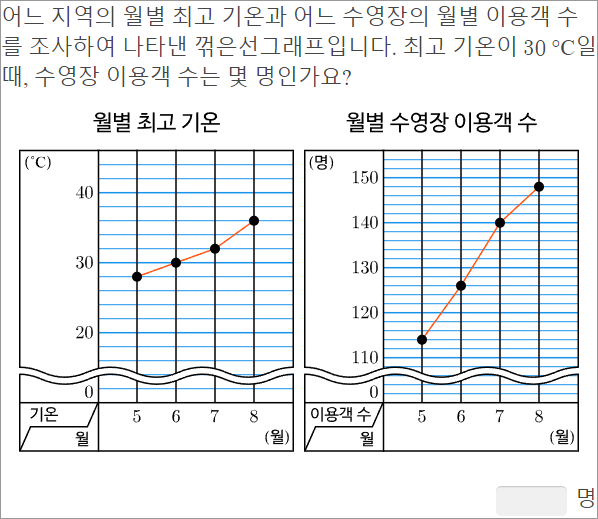 어느 지역의 월별 최고 기온과 어느 수영장의 월별 이용객 수
를 조사하여 나타낸 꺾은선그래프입니다. 최고 기온이 30 °C일
때, 수영장 이용객 수는 몇 명인가요?
월별 최고 기온
(°C)
40
30
20
0
기온
월
5 6 7 8
(월)
월별 수영장 이용객 수
(명)
150
140
130
120
110
0
이용객 수
월
5 6 7 8
(월)
명